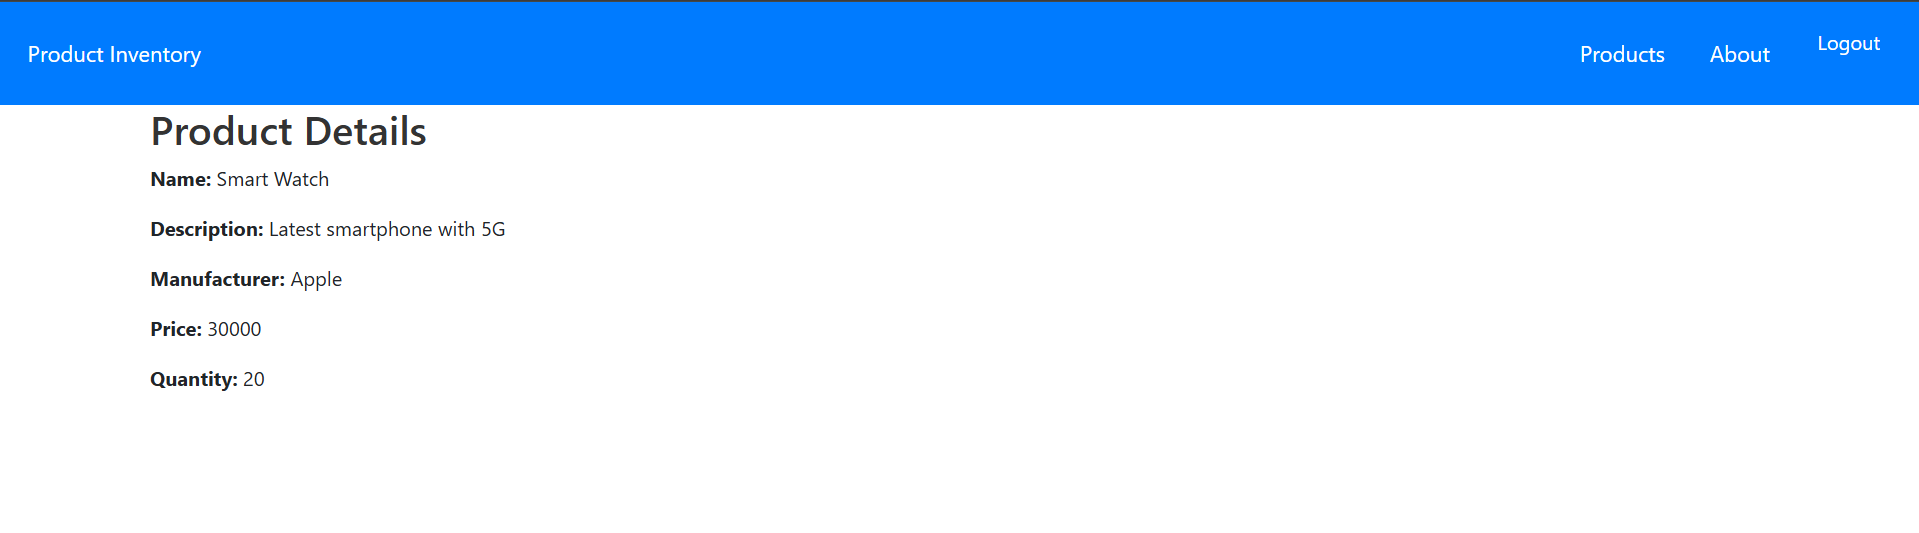 Product Inventory
Products
About
Logout
Product Details
Name: Smart Watch
Description: Latest smartphone with 5G
Manufacturer: Apple
Price: 30000
Quantity: 20